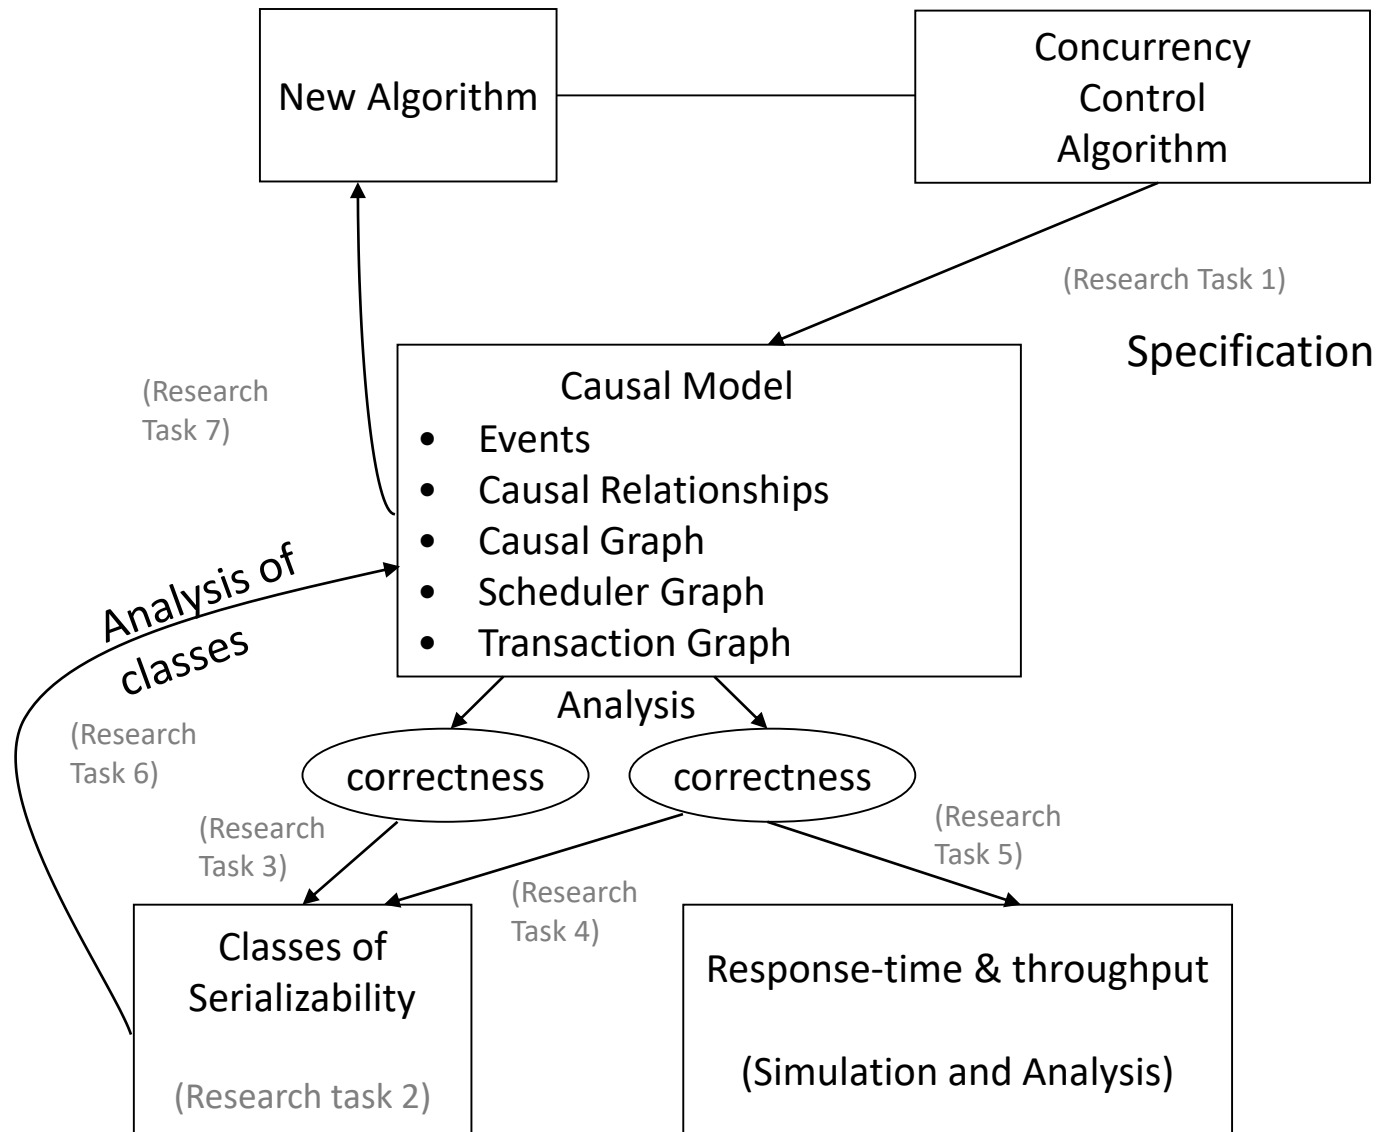 New Algorithm
Concurrency
Control
Algorithm
(Research Task 1)
Specification
(Research
Task 7)
Causal Model
• Events
• Causal Relationships
• Causal Graph
• Scheduler Graph
• Transaction Graph
Analysis of
classes
Analysis
(Research
Task 6)
correctness
correctness
(Research
Task 3)
(Research
Task 4)
(Research
Task 5)
Classes of
Serializability
(Research task 2)
Response-time & throughput
(Simulation and Analysis)